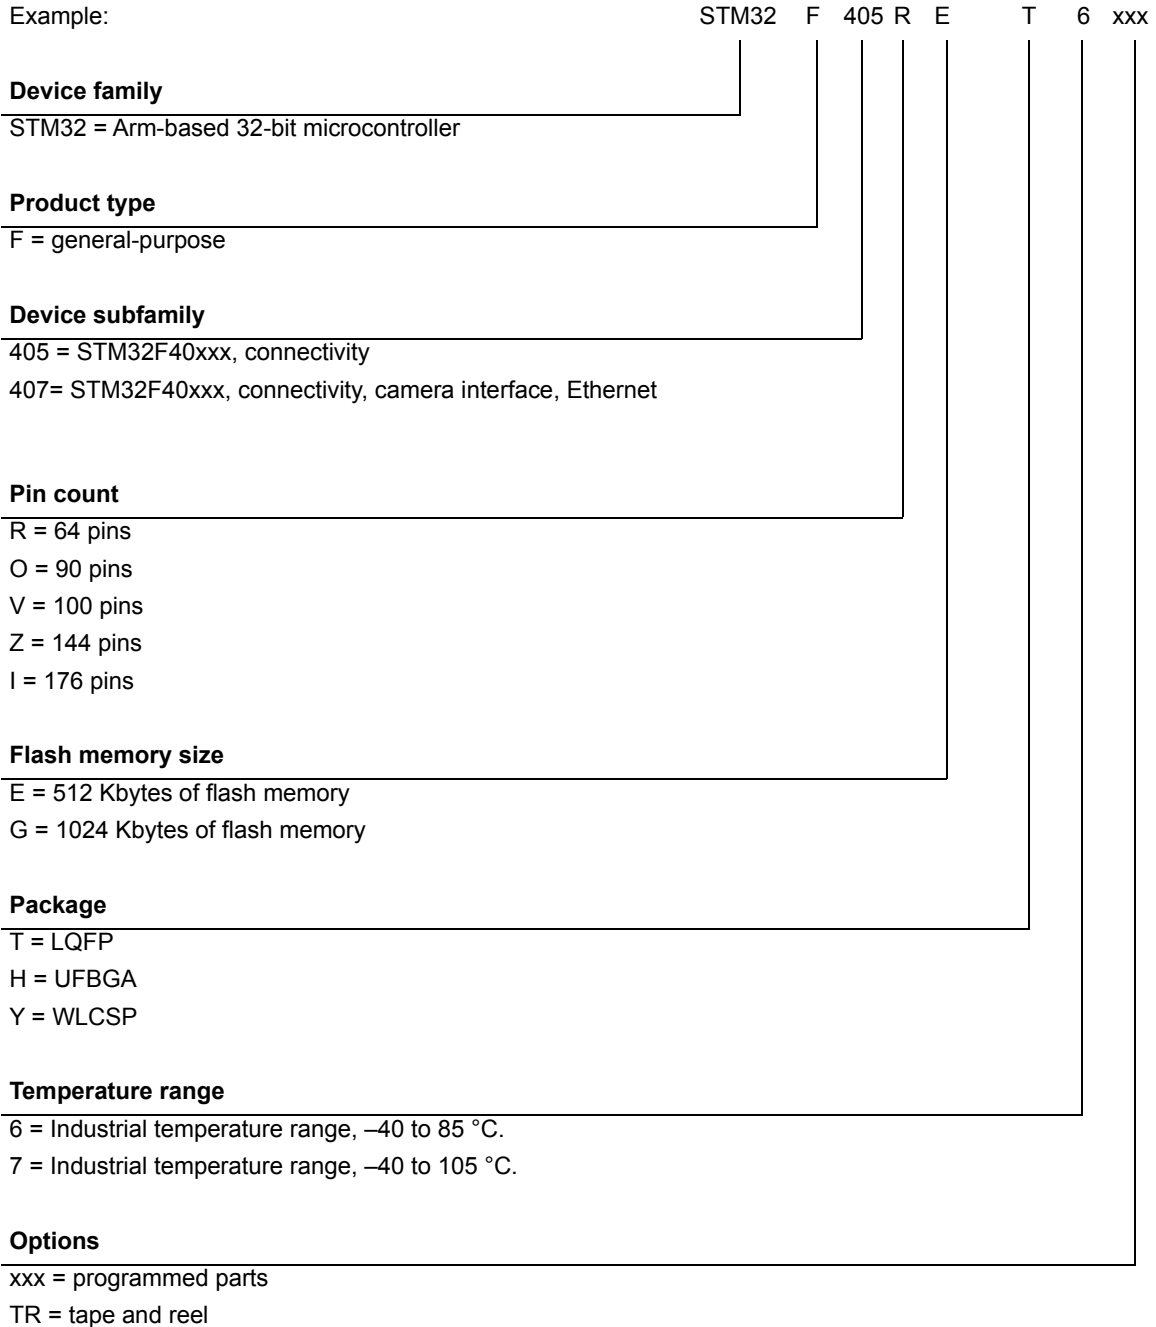 Example: STM32 F 405 R E T 6 xxx
Device family
STM32 = Arm-based 32-bit microcontroller
Product type
F = general-purpose
Device subfamily
405 = STM32F40xxx, connectivity
407= STM32F40xxx, connectivity, camera interface, Ethernet
Pin count
R = 64 pins
O = 90 pins
V = 100 pins
Z = 144 pins
I = 176 pins
Flash memory size
E = 512 Kbytes of flash memory
G = 1024 Kbytes of flash memory
Package
T = LQFP
H = UFBGA
Y = WLCSP
Temperature range
6 = Industrial temperature range, –40 to 85 °C.
7 = Industrial temperature range, –40 to 105 °C.
Options
xxx = programmed parts
TR = tape and reel